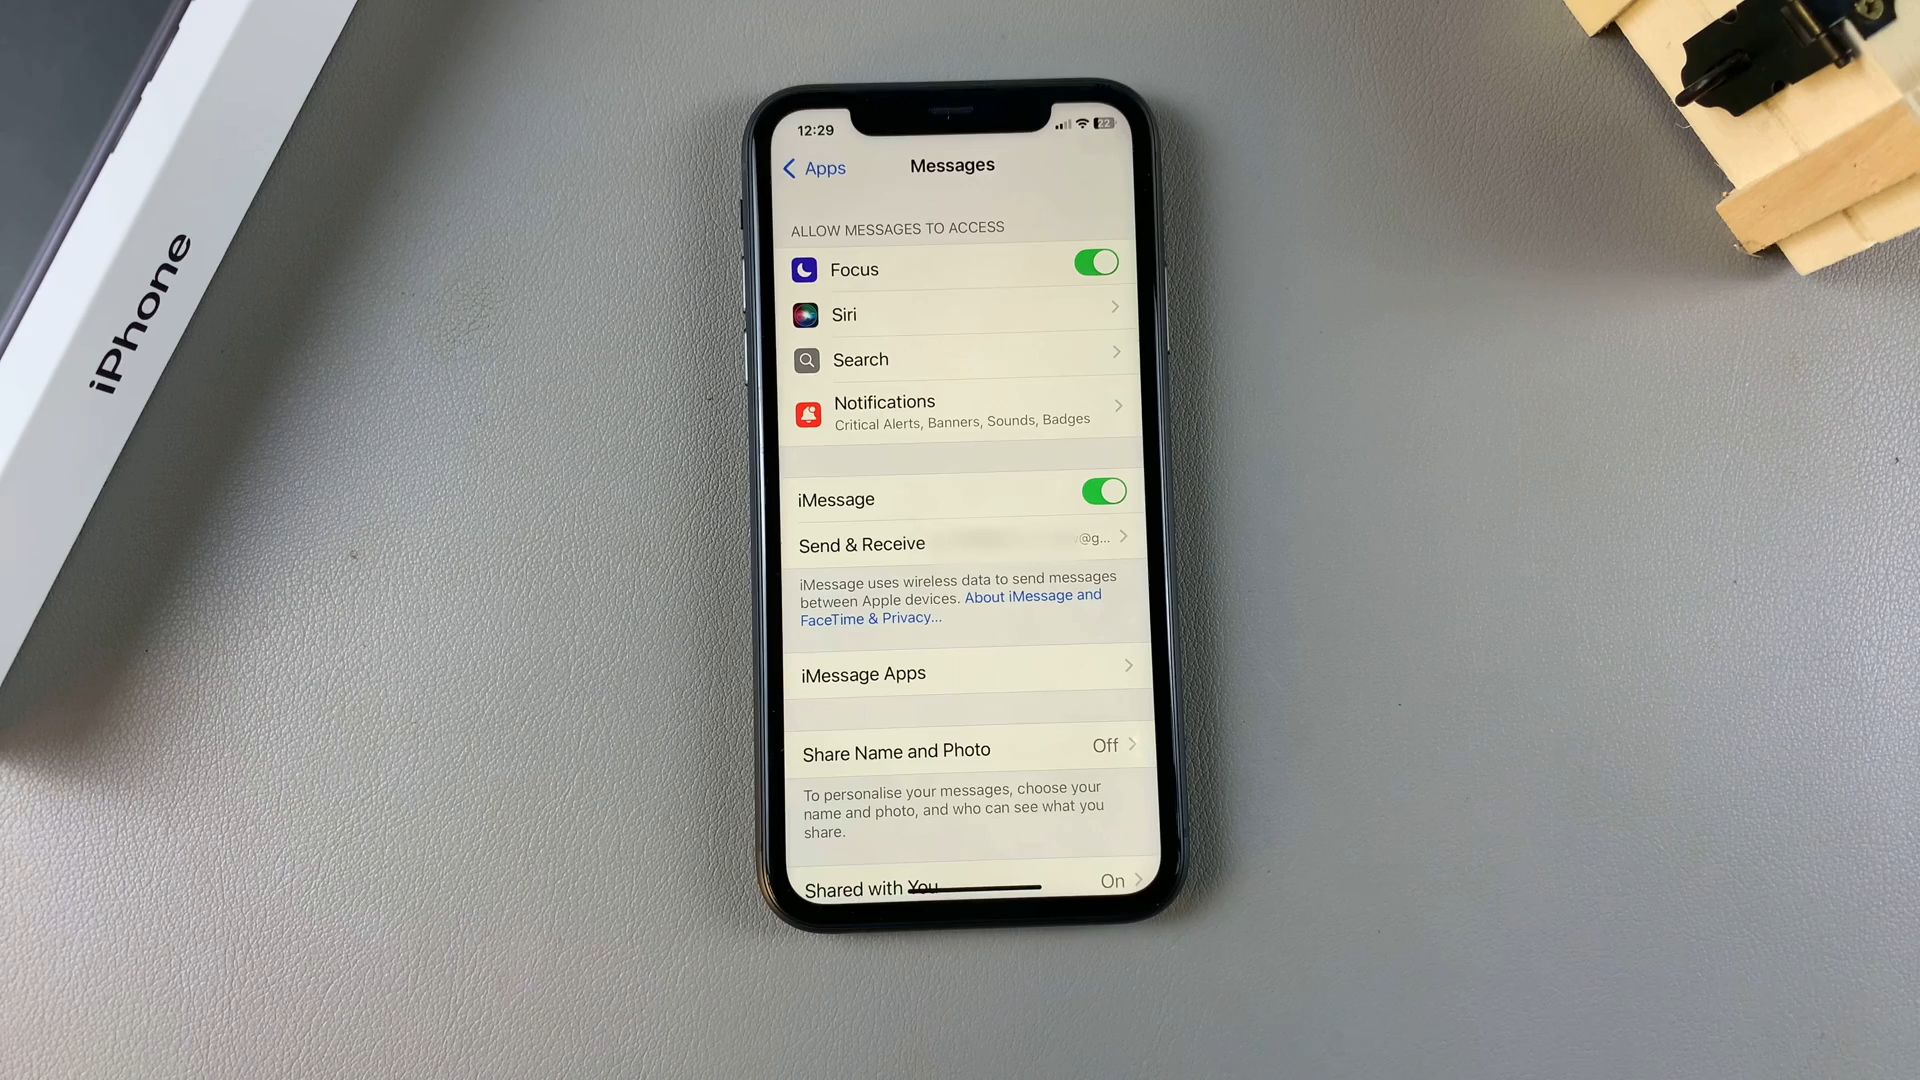 iPhone
12:29
22
Apps
Messages
ALLOW MESSAGES TO ACCESS
Focus
Siri
Search
Notifications
Critical Alerts, Banners, Sounds, Badges
iMessage
Send & Receive @g...
iMessage uses wireless data to send messages
between Apple devices. About iMessage and
FaceTime & Privacy...
iMessage Apps
Share Name and Photo Off
To personalise your messages, choose your
name and photo, and who can see what you
share.
Shared with You On